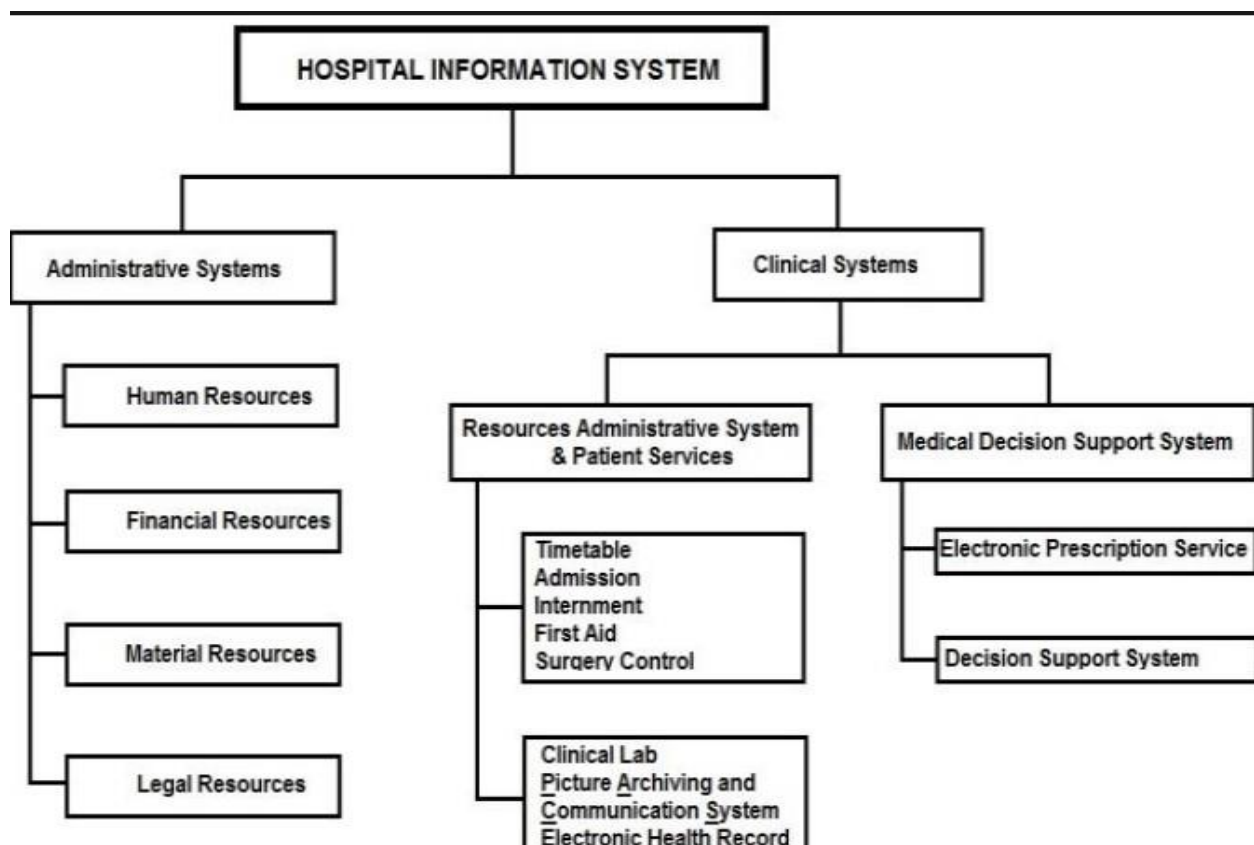 HOSPITAL INFORMATION SYSTEM
Administrative Systems
Human Resources
Financial Resources
Material Resources
Legal Resources
Clinical Systems
Resources Administrative System
& Patient Services
Timetable
Admission
Internment
First Aid
Surgery Control
Clinical Lab
Picture Archiving and
Communication System
Electronic Health Record
Medical Decision Support System
Electronic Prescription Service
Decision Support System